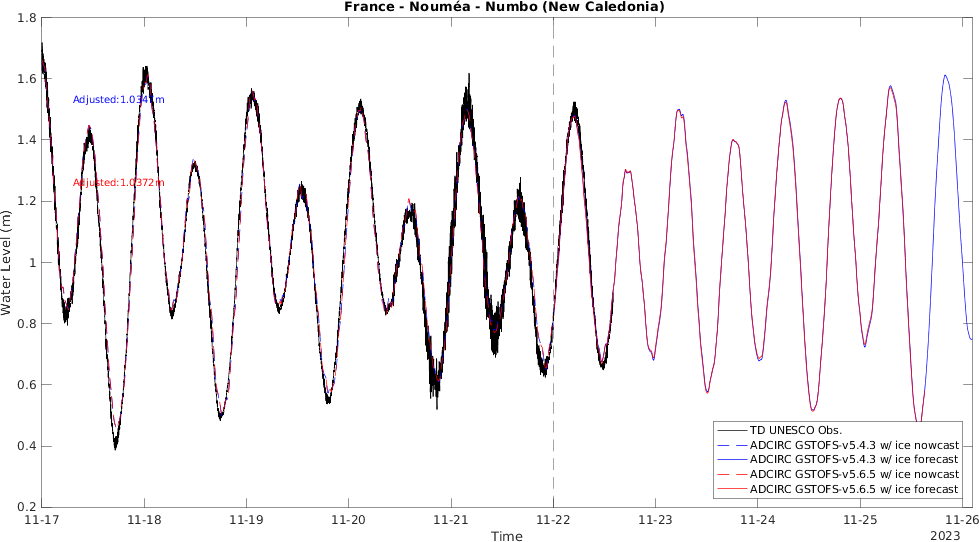 France - Nouméa - Numbo (New Caledonia)
1.8
1.6
1.4
1.2
1
0.8
0.6
0.4
0.2
Water Level (m)
Adjusted:1.0347m
Adjusted:1.0372m
TD UNESCO Obs.
ADCIRC GSTOFS-v5.4.3 w/ ice nowcast
ADCIRC GSTOFS-v5.4.3 w/ ice forecast
ADCIRC GSTOFS-v5.6.5 w/ ice nowcast
ADCIRC GSTOFS-v5.6.5 w/ ice forecast
11-17 11-18 11-19 11-20 11-21 11-22 11-23 11-24 11-25 11-26
Time
2023